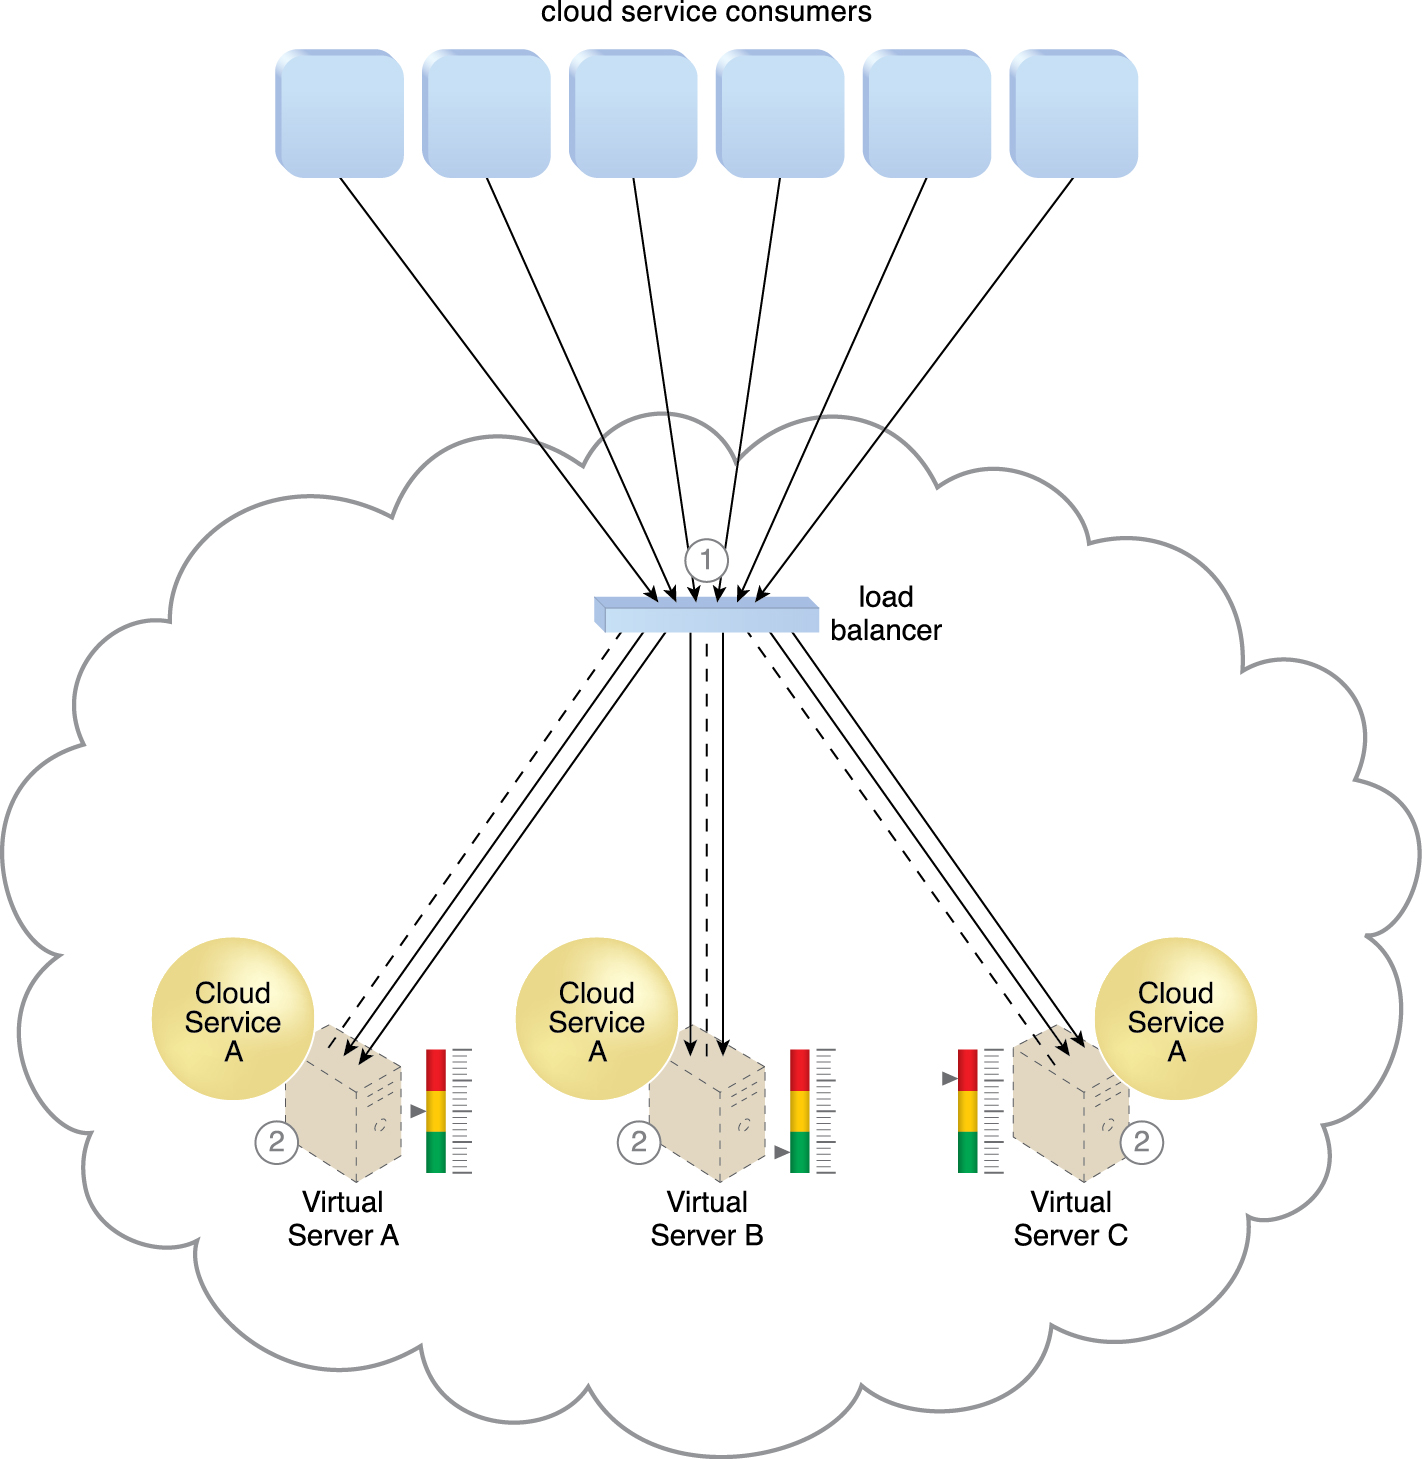 cloud service consumers
1
load
balancer
Cloud
Service
A
Cloud
Service
A
Cloud
Service
A
2
2
2
Virtual
Server A
Virtual
Server B
Virtual
Server C